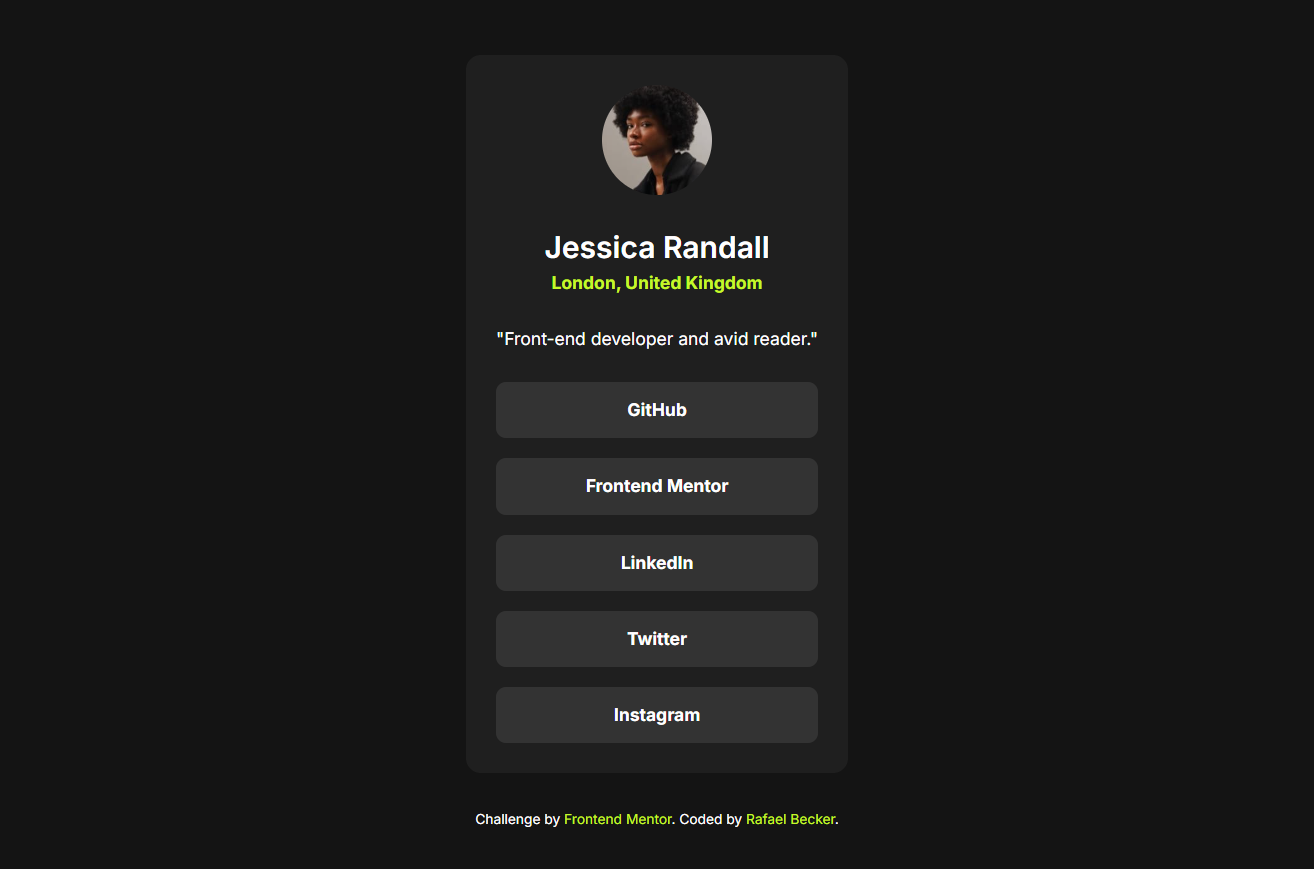 Jessica Randall
London, United Kingdom
"Front-end developer and avid reader."
GitHub
Frontend Mentor
LinkedIn
Twitter
Instagram
Challenge by Frontend Mentor. Coded by Rafael Becker.